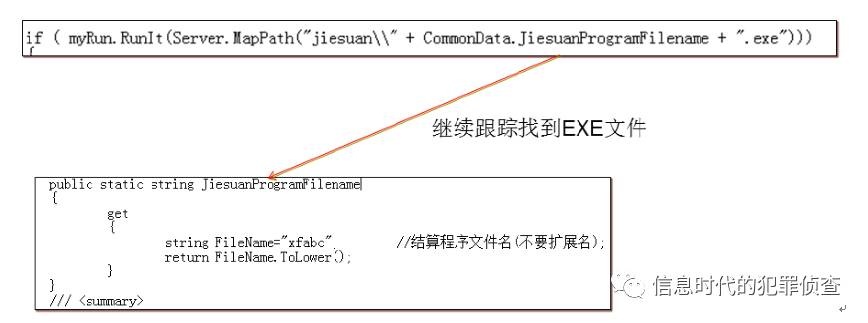 if ( myRun.RunIt(Server.MapPath("jiesuan\\" + CommonData.JiesuanProgramFilename + ".exe")))
{
继续跟踪找到EXE文件
public static string JiesuanProgramFilename
{
get
{
string FileName="xfabc" //结算程序文件名(不要扩展名);
return FileName.ToLower();
}
}
/// <summary>
信息时代的犯罪侦查